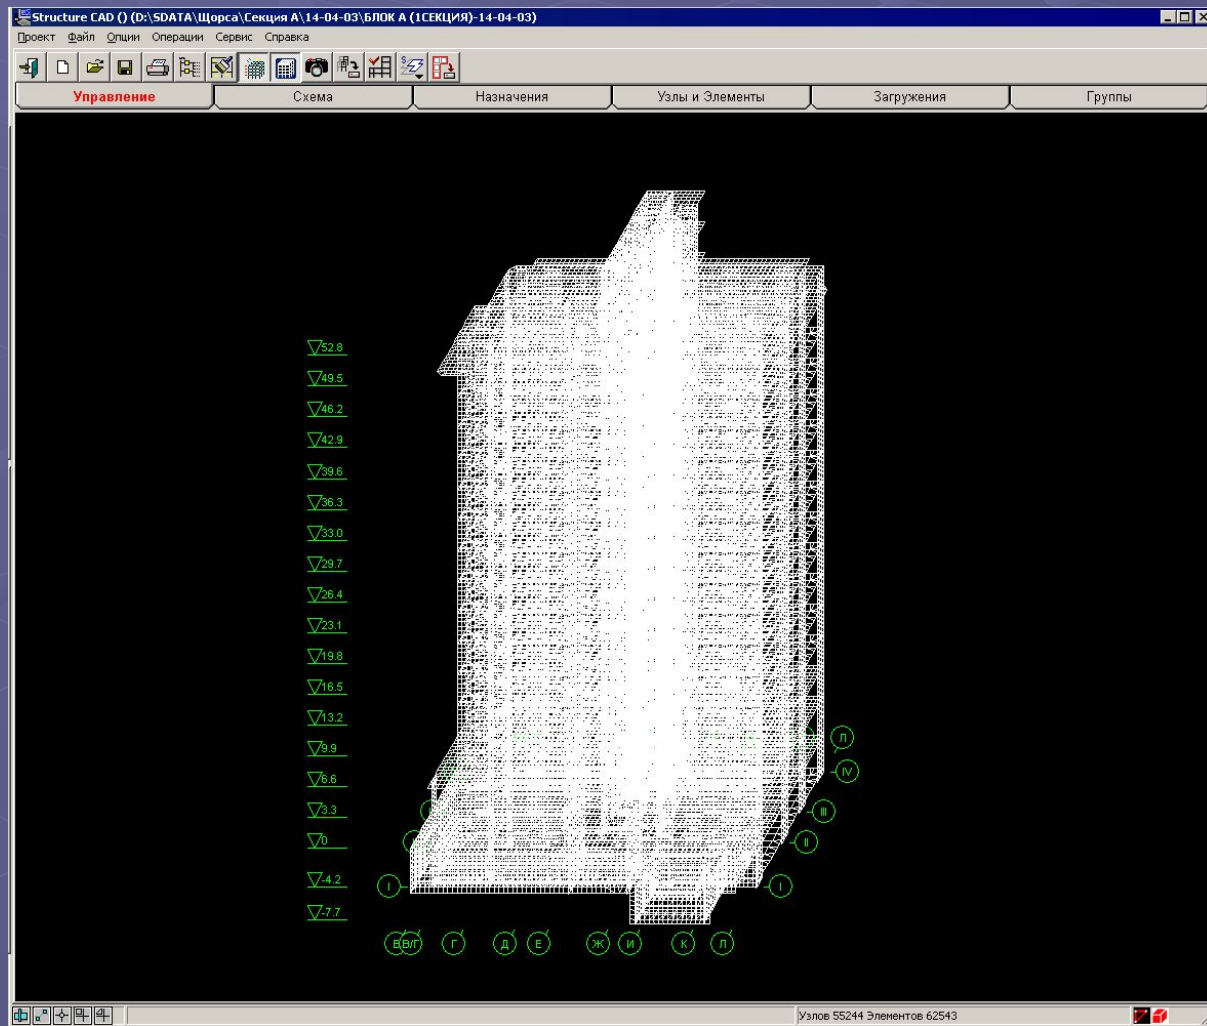 Structure CAD () (D:\SDATA\Щорса\Секция А\14-04-03\БЛОК А (1СЕКЦИЯ)-14-04-03)
Проект Файл Опции Операции Сервис Справка
Управление Схема Назначения Узлы и Элементы Загружения Группы
52.8
49.5
46.2
42.9
39.6
36.3
33.0
29.7
26.4
23.1
19.8
16.5
13.2
9.9 Л
6.6 IV
3.3 III
0 II
-4.2 I I
-7.7
Б В/Г Г Д Е Ж И К Л
Узлов 55244 Элементов 62543